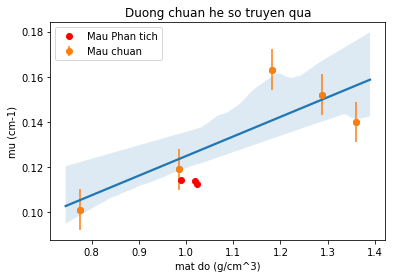 Duong chuan he so truyen qua
Mau Phan tich
Mau chuan
0.18
0.16
0.14
0.12
0.10
mu (cm-1)
0.8 0.9 1.0 1.1 1.2 1.3 1.4
mat do (g/cm^3)